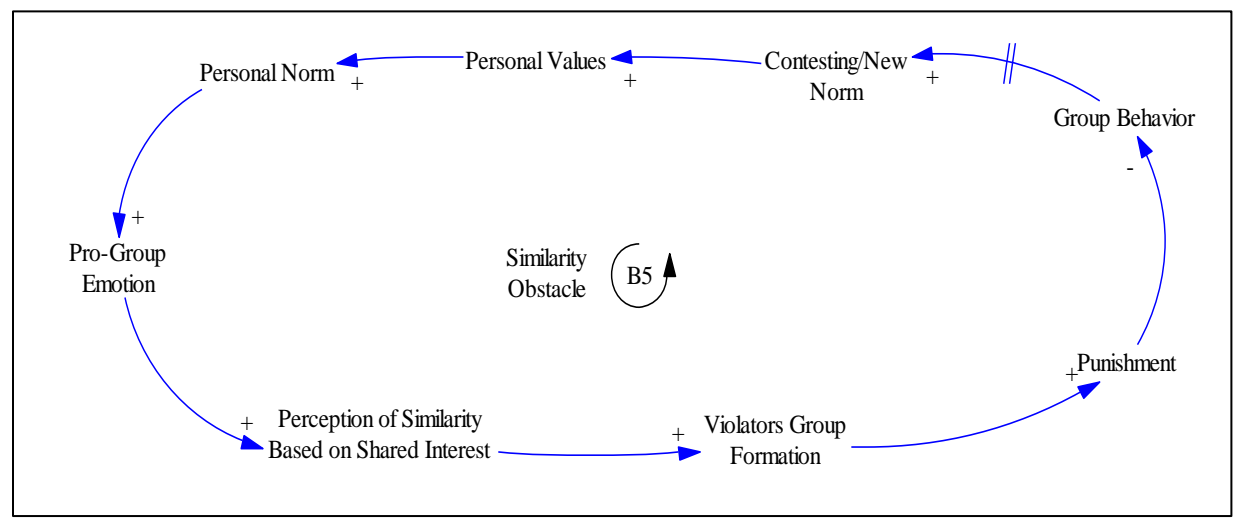 Personal Norm
+
Personal Values
+
Contesting/New
Norm
+
Group Behavior
-
+
Pro-Group
Emotion
Similarity
Obstacle
B5
Punishment
+
+
Perception of Similarity
Based on Shared Interest
+
Violators Group
Formation